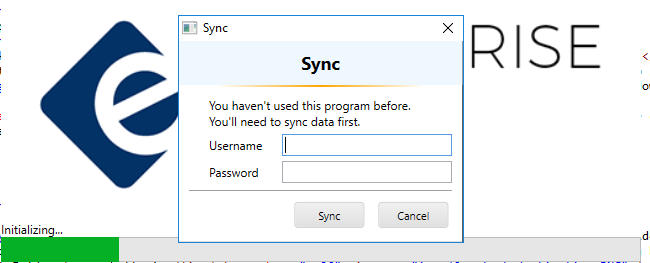 Sync
RISE
Sync
You haven't used this program before.
You'll need to sync data first.
Username
Password
Sync
Cancel
Initializing...